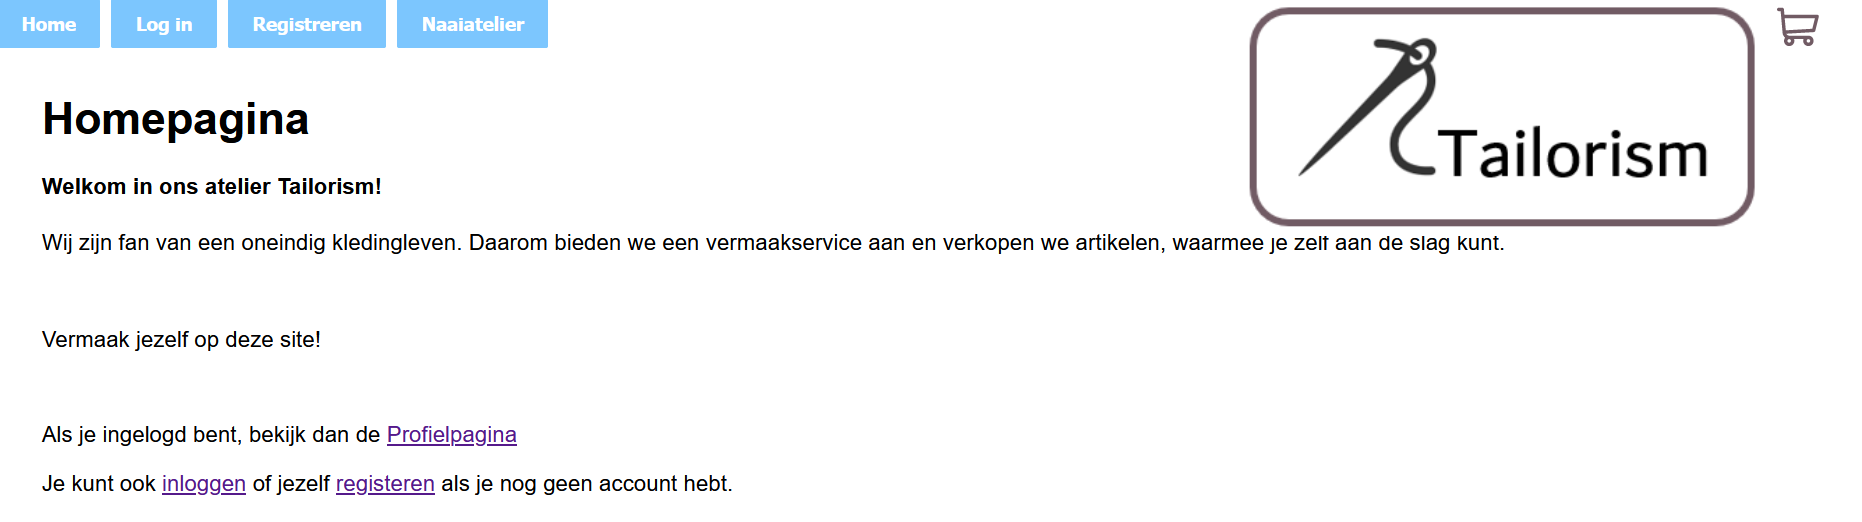 Home
Log in
Registreren
Naaiatelier
Tailorism
Homepagina
Welkom in ons atelier Tailorism!
Wij zijn fan van een oneindig kledingleven. Daarom bieden we een vermaakservice aan en verkopen we artikelen, waarmee je zelf aan de slag kunt.
Vermaak jezelf op deze site!
Als je ingelogd bent, bekijk dan de Profielpagina
Je kunt ook inloggen of jezelf registeren als je nog geen account hebt.